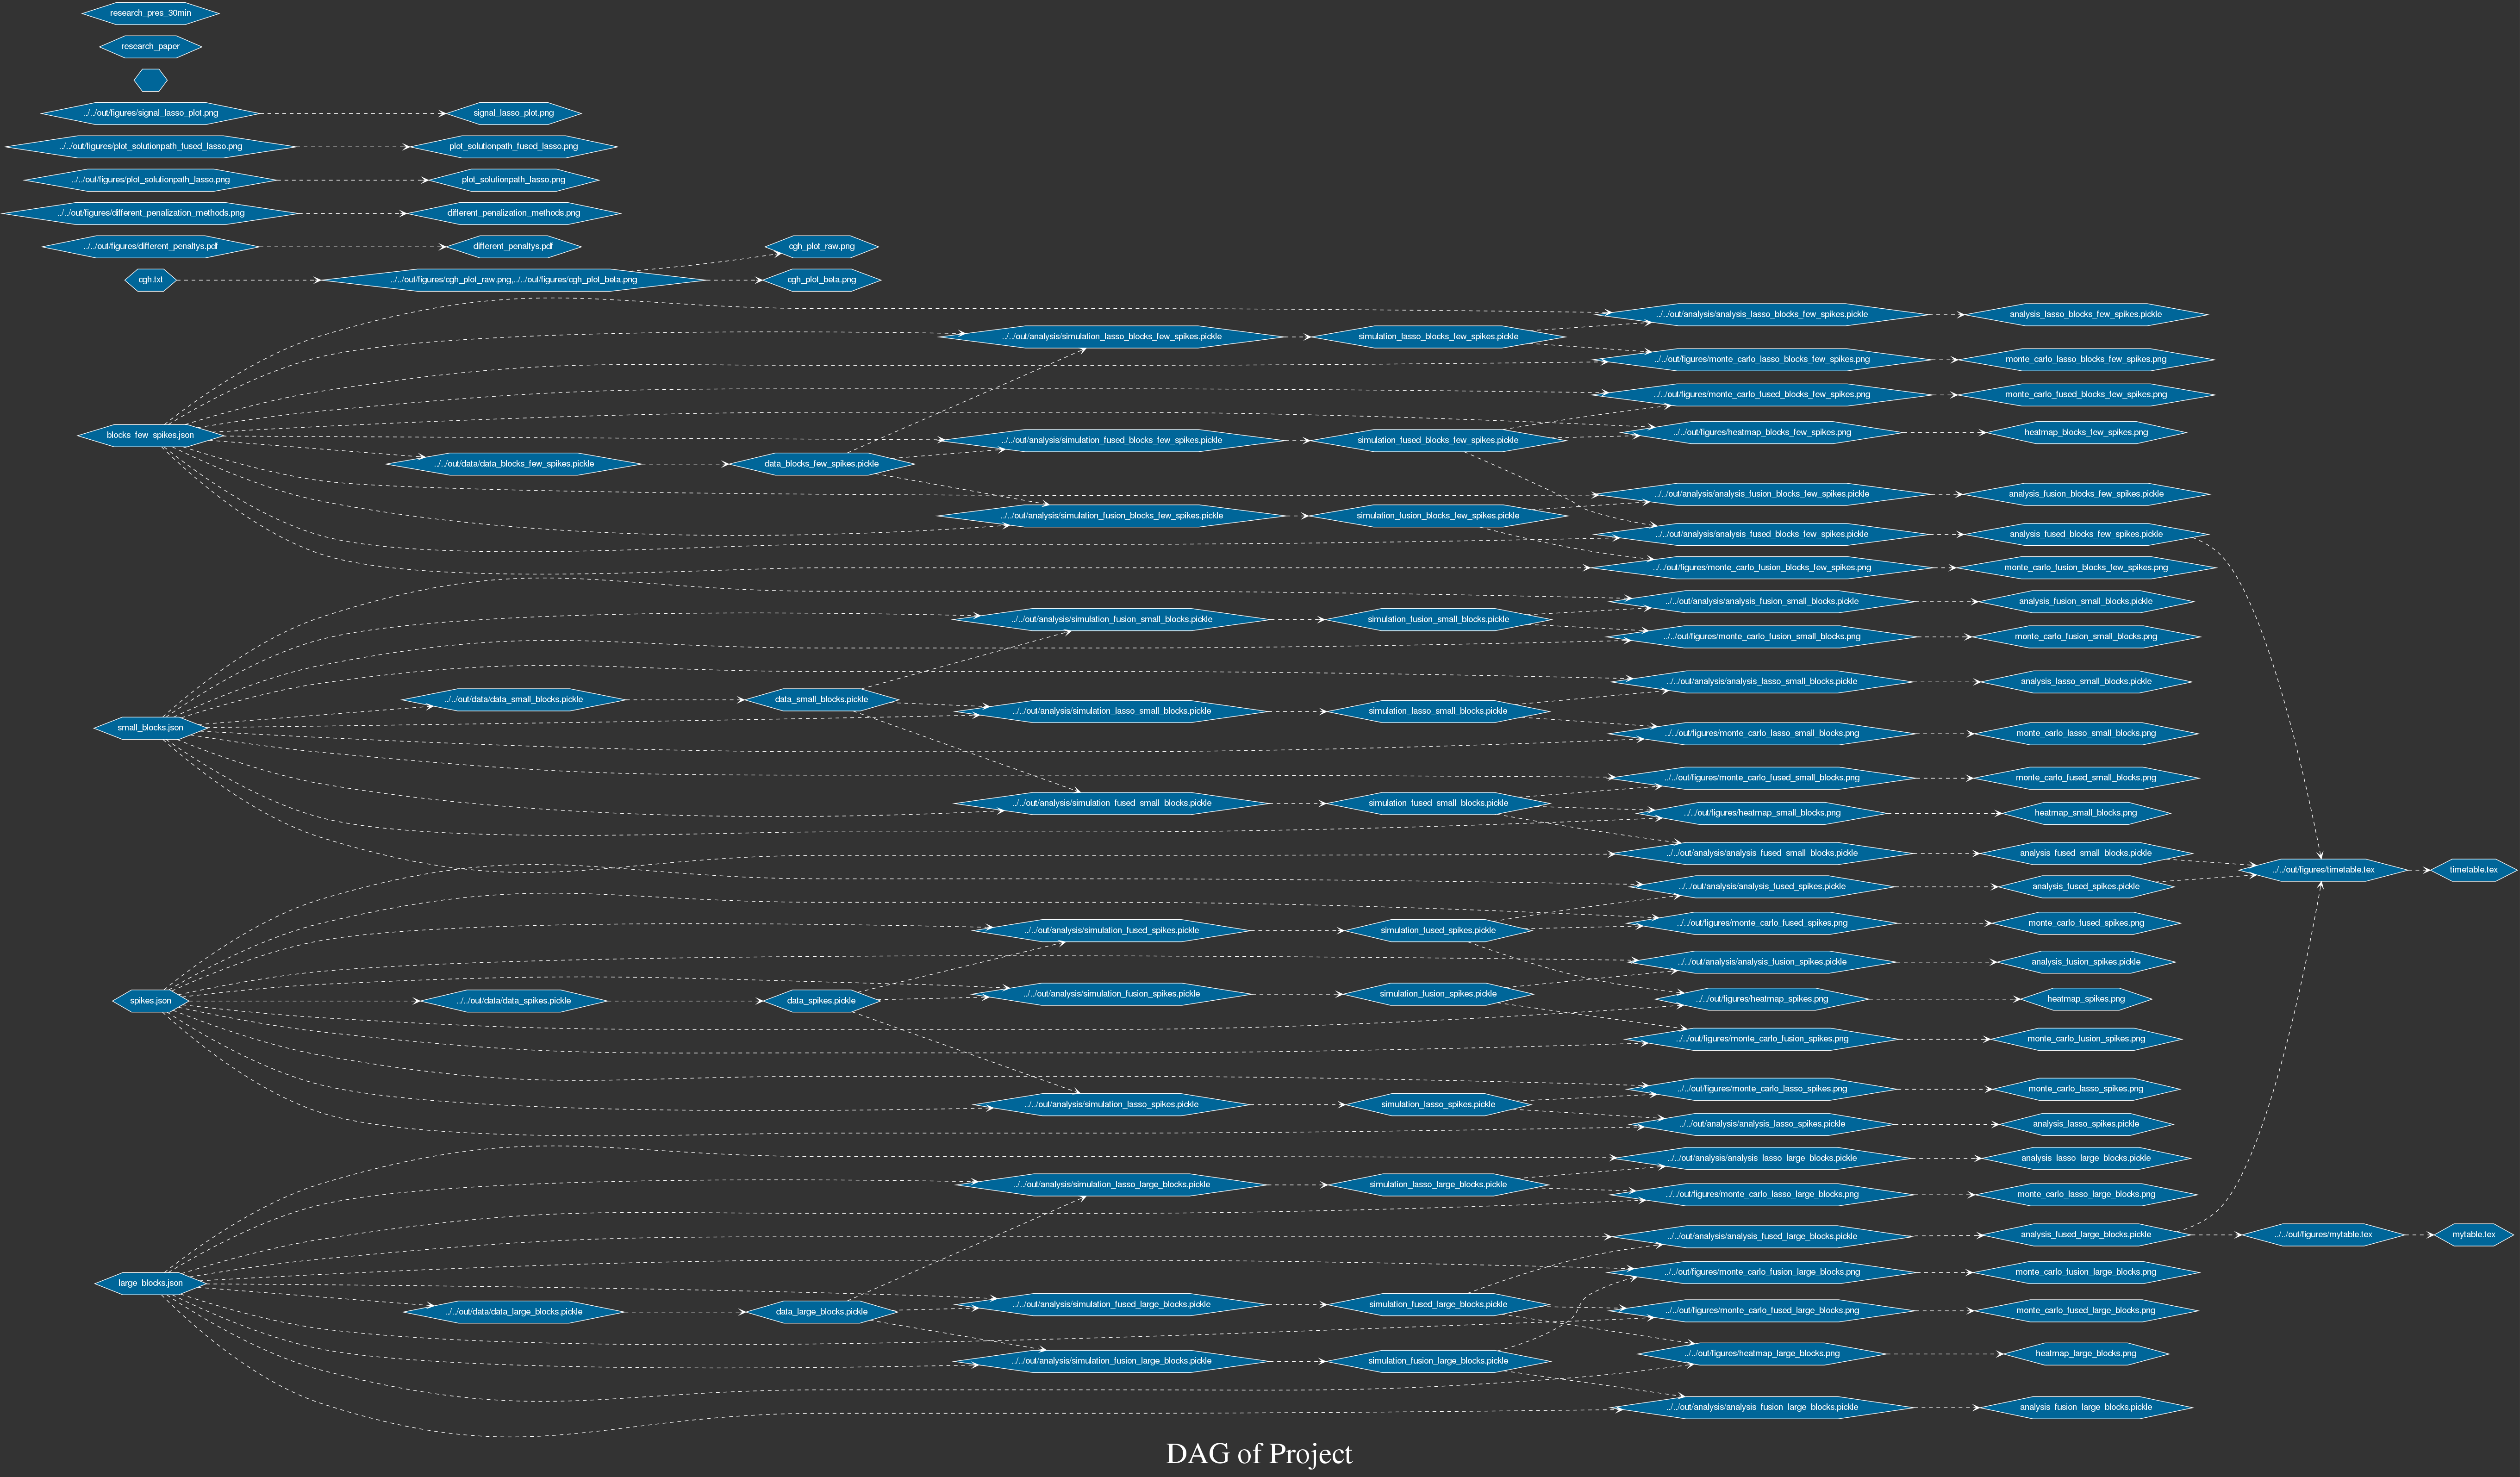 research_pres_30min
research_paper
../../out/figures/signal_lasso_plot.png
signal_lasso_plot.png
../../out/figures/plot_solutionpath_fused_lasso.png
plot_solutionpath_fused_lasso.png
../../out/figures/plot_solutionpath_lasso.png
plot_solutionpath_lasso.png
../../out/figures/different_penalization_methods.png
different_penalization_methods.png
../../out/figures/different_penaltys.pdf
different_penaltys.pdf
cgh_plot_raw.png
cgh.txt
../../out/figures/cgh_plot_raw.png,../../out/figures/cgh_plot_beta.png
cgh_plot_beta.png
../../out/analysis/analysis_lasso_blocks_few_spikes.pickle
analysis_lasso_blocks_few_spikes.pickle
../../out/analysis/simulation_lasso_blocks_few_spikes.pickle
simulation_lasso_blocks_few_spikes.pickle
../../out/figures/monte_carlo_lasso_blocks_few_spikes.png
monte_carlo_lasso_blocks_few_spikes.png
../../out/figures/monte_carlo_fused_blocks_few_spikes.png
monte_carlo_fused_blocks_few_spikes.png
blocks_few_spikes.json
../../out/analysis/simulation_fused_blocks_few_spikes.pickle
simulation_fused_blocks_few_spikes.pickle
../../out/figures/heatmap_blocks_few_spikes.png
heatmap_blocks_few_spikes.png
../../out/data/data_blocks_few_spikes.pickle
data_blocks_few_spikes.pickle
../../out/analysis/analysis_fusion_blocks_few_spikes.pickle
analysis_fusion_blocks_few_spikes.pickle
../../out/analysis/simulation_fusion_blocks_few_spikes.pickle
simulation_fusion_blocks_few_spikes.pickle
../../out/analysis/analysis_fused_blocks_few_spikes.pickle
analysis_fused_blocks_few_spikes.pickle
../../out/figures/monte_carlo_fusion_blocks_few_spikes.png
monte_carlo_fusion_blocks_few_spikes.png
../../out/analysis/analysis_fusion_small_blocks.pickle
analysis_fusion_small_blocks.pickle
../../out/analysis/simulation_fusion_small_blocks.pickle
simulation_fusion_small_blocks.pickle
../../out/figures/monte_carlo_fusion_small_blocks.png
monte_carlo_fusion_small_blocks.png
../../out/analysis/analysis_lasso_small_blocks.pickle
analysis_lasso_small_blocks.pickle
../../out/data/data_small_blocks.pickle
data_small_blocks.pickle
../../out/analysis/simulation_lasso_small_blocks.pickle
simulation_lasso_small_blocks.pickle
small_blocks.json
../../out/figures/monte_carlo_lasso_small_blocks.png
monte_carlo_lasso_small_blocks.png
../../out/figures/monte_carlo_fused_small_blocks.png
monte_carlo_fused_small_blocks.png
../../out/analysis/simulation_fused_small_blocks.pickle
simulation_fused_small_blocks.pickle
../../out/figures/heatmap_small_blocks.png
heatmap_small_blocks.png
../../out/analysis/analysis_fused_small_blocks.pickle
analysis_fused_small_blocks.pickle
../../out/figures/timetable.tex
timetable.tex
../../out/analysis/analysis_fused_spikes.pickle
analysis_fused_spikes.pickle
../../out/analysis/simulation_fused_spikes.pickle
simulation_fused_spikes.pickle
../../out/figures/monte_carlo_fused_spikes.png
monte_carlo_fused_spikes.png
../../out/analysis/analysis_fusion_spikes.pickle
analysis_fusion_spikes.pickle
spikes.json
../../out/data/data_spikes.pickle
data_spikes.pickle
../../out/analysis/simulation_fusion_spikes.pickle
simulation_fusion_spikes.pickle
../../out/figures/heatmap_spikes.png
heatmap_spikes.png
../../out/figures/monte_carlo_fusion_spikes.png
monte_carlo_fusion_spikes.png
../../out/figures/monte_carlo_lasso_spikes.png
monte_carlo_lasso_spikes.png
../../out/analysis/simulation_lasso_spikes.pickle
simulation_lasso_spikes.pickle
../../out/analysis/analysis_lasso_spikes.pickle
analysis_lasso_spikes.pickle
../../out/analysis/analysis_lasso_large_blocks.pickle
analysis_lasso_large_blocks.pickle
../../out/analysis/simulation_lasso_large_blocks.pickle
simulation_lasso_large_blocks.pickle
../../out/figures/monte_carlo_lasso_large_blocks.png
monte_carlo_lasso_large_blocks.png
../../out/analysis/analysis_fused_large_blocks.pickle
analysis_fused_large_blocks.pickle
../../out/figures/mytable.tex
mytable.tex
large_blocks.json
../../out/figures/monte_carlo_fusion_large_blocks.png
monte_carlo_fusion_large_blocks.png
../../out/data/data_large_blocks.pickle
data_large_blocks.pickle
../../out/analysis/simulation_fused_large_blocks.pickle
simulation_fused_large_blocks.pickle
../../out/figures/monte_carlo_fused_large_blocks.png
monte_carlo_fused_large_blocks.png
../../out/analysis/simulation_fusion_large_blocks.pickle
simulation_fusion_large_blocks.pickle
../../out/figures/heatmap_large_blocks.png
heatmap_large_blocks.png
../../out/analysis/analysis_fusion_large_blocks.pickle
analysis_fusion_large_blocks.pickle
DAG of Project